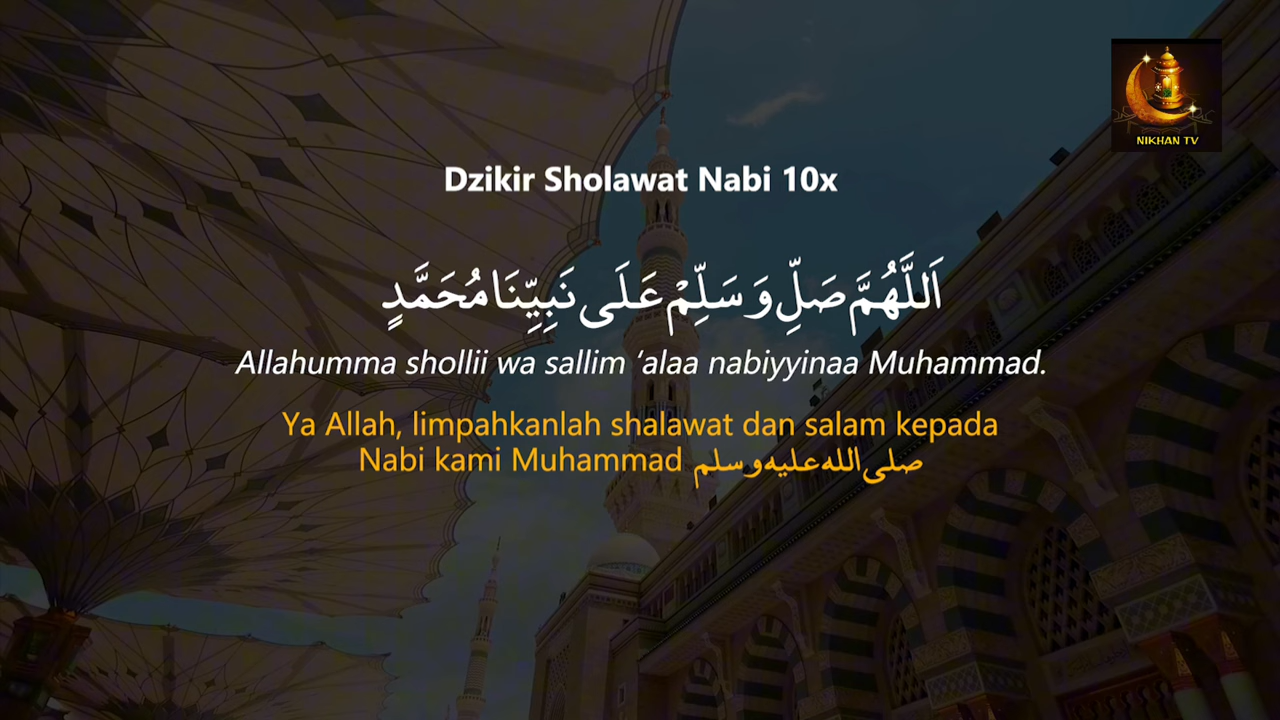 NIKHAN TV
Dzikir Sholawat Nabi 10x
اَللَّهُمَّ صَلِّ وَ سَلِّمْ عَلَى نَبِيِّنَا مُحَمَّدٍ
Allahumma shollii wa sallim ‘alaa nabiyyinaa Muhammad.
Ya Allah, limpahkanlah shalawat dan salam kepada
Nabi kami Muhammad صلى الله عليه وسلم